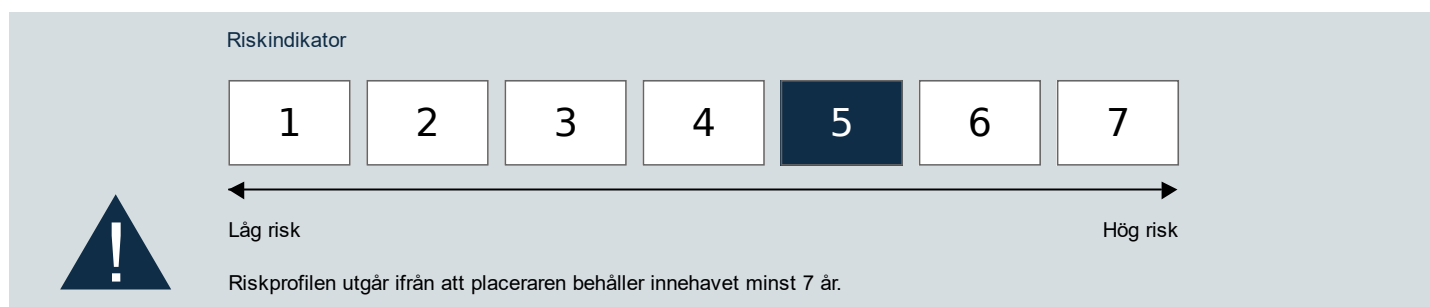 Riskindikator
1 2 3 4 5 6 7
Låg risk Hög risk
!
Riskprofilen utgår ifrån att placeraren behåller innehavet minst 7 år.